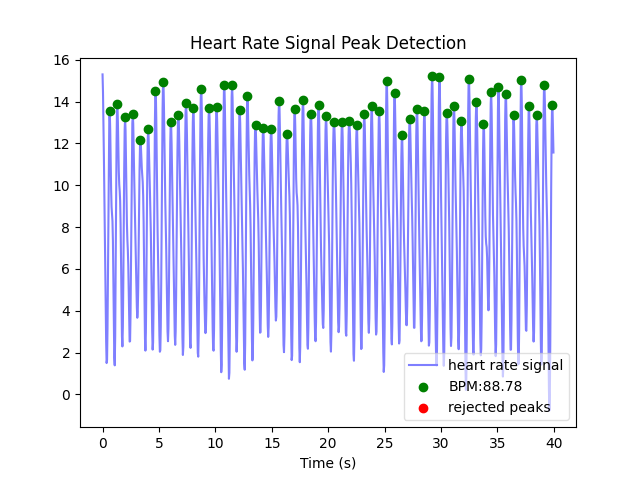 Heart Rate Signal Peak Detection
16
14
12
10
8
6
4
2
0
heart rate signal
BPM:88.78
rejected peaks
0 5 10 15 20 25 30 35 40
Time (s)